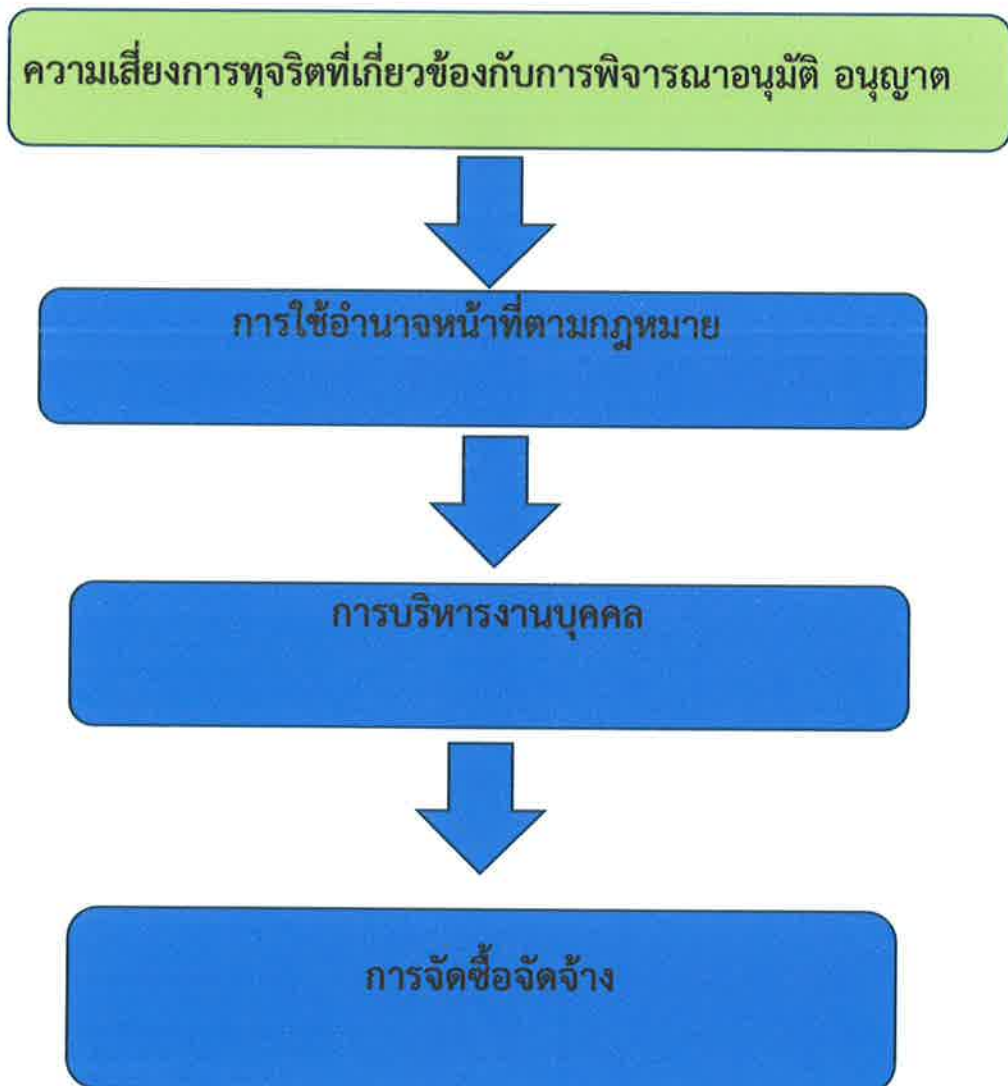 ความเสี่ยงการทุจริตที่เกี่ยวข้องกับการพิจารณาอนุมัติ อนุญาต
การใช้อำนาจหน้าที่ตามกฎหมาย
การบริหารงานบุคคล
การจัดซื้อจัดจ้าง